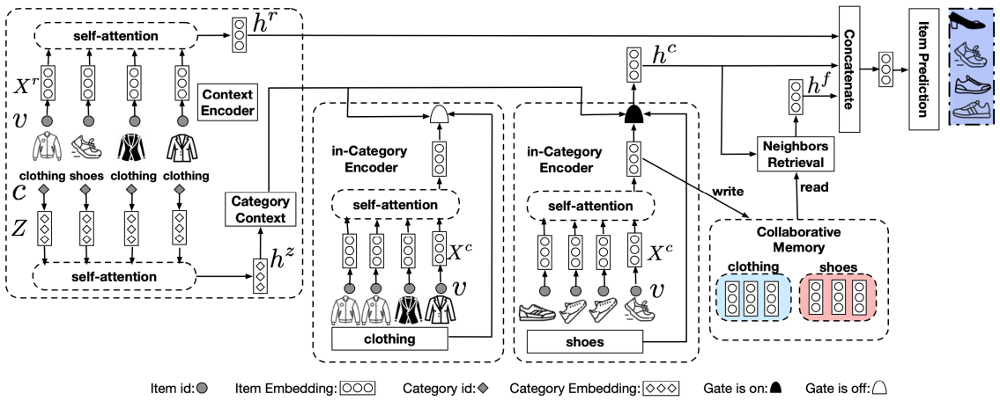 self-attention
h^r
X^r
v
Context
Encoder
clothing shoes clothing clothing
c
Z
Category
Context
self-attention
h^z
in-Category
Encoder
self-attention
X^c
v
clothing
in-Category
Encoder
self-attention
X^c
v
shoes
h^c
write
read
Neighbors
Retrieval
h^f
Collaborative
Memory
clothing
shoes
Concatenate
Item Prediction
Item id:
Item Embedding:
Category id:
Category Embedding:
Gate is on:
Gate is off: